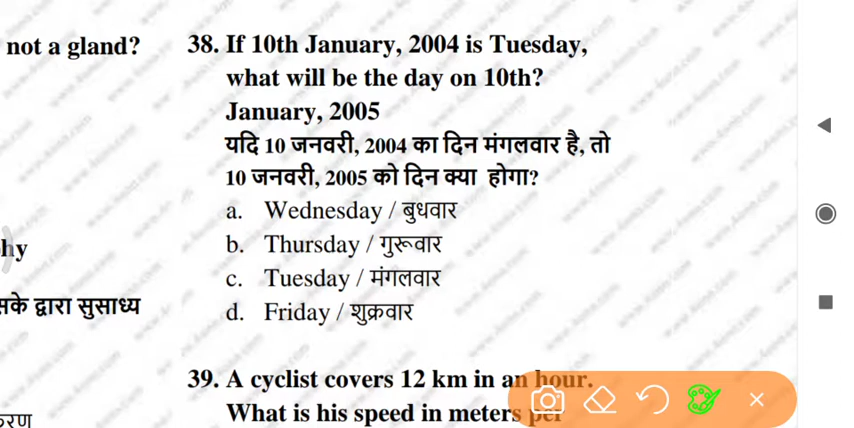 not a gland?
hy
सके द्वारा सुसाध्य
रण
38. If 10th January, 2004 is Tuesday,
what will be the day on 10th?
January, 2005
यदि 10 जनवरी, 2004 का दिन मंगलवार है, तो
10 जनवरी, 2005 को दिन क्या होगा?
a. Wednesday / बुधवार
b. Thursday / गुरूवार
c. Tuesday / मंगलवार
d. Friday / शुक्रवार
39. A cyclist covers 12 km in an hour.
What is his speed in meters per